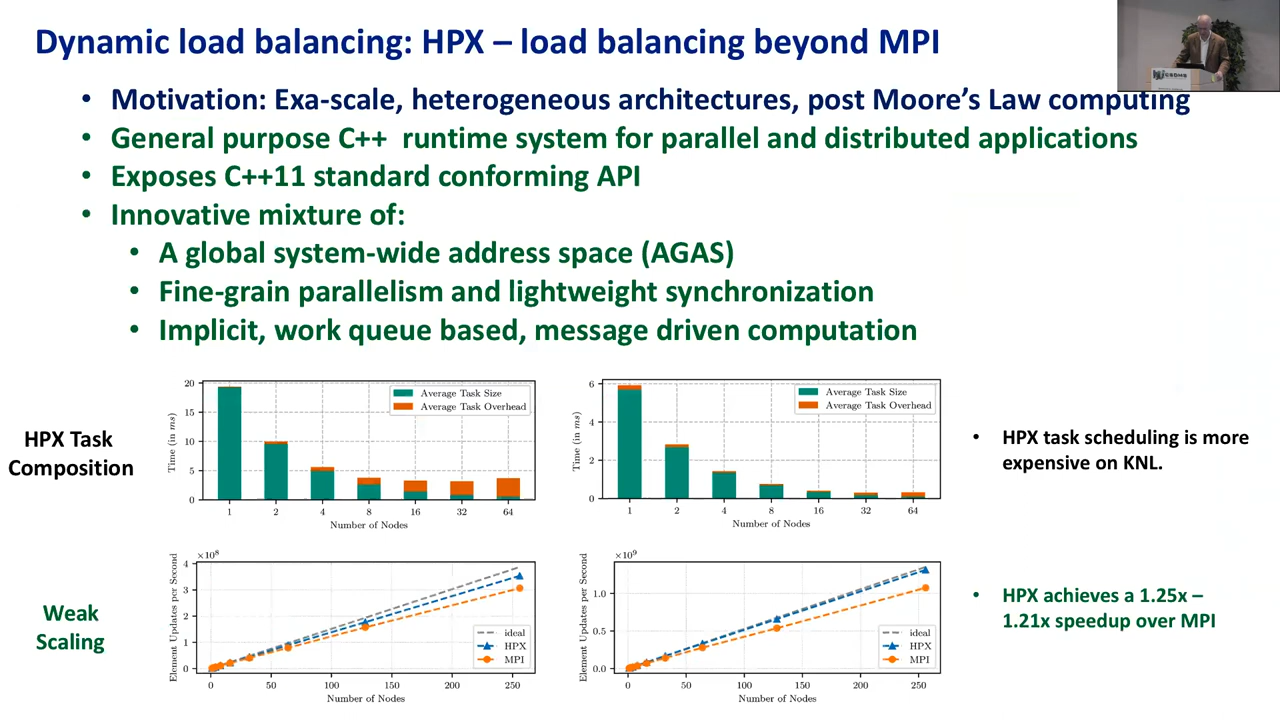 Dynamic load balancing: HPX – load balancing beyond MPI
• Motivation: Exa-scale, heterogeneous architectures, post Moore's Law computing
• General purpose C++ runtime system for parallel and distributed applications
• Exposes C++11 standard conforming API
• Innovative mixture of:
• A global system-wide address space (AGAS)
• Fine-grain parallelism and lightweight synchronization
• Implicit, work queue based, message driven computation
HPX Task
Composition
Time (in ms)
20
15
10
5
0
Average Task Size
Average Task Overhead
1 2 4 8 16 32 64
Number of Nodes
Time (in ms)
6
4
2
0
Average Task Size
Average Task Overhead
1 2 4 8 16 32 64
Number of Nodes
• HPX task scheduling is more
expensive on KNL.
Weak
Scaling
Element Updates per Second
×10⁸
4
3
2
1
0
ideal
HPX
MPI
0 50 100 150 200 250
Number of Nodes
Element Updates per Second
×10⁹
1.0
0.5
0.0
ideal
HPX
MPI
0 50 100 150 200 250
Number of Nodes
• HPX achieves a 1.25x –
1.21x speedup over MPI
CSDMS